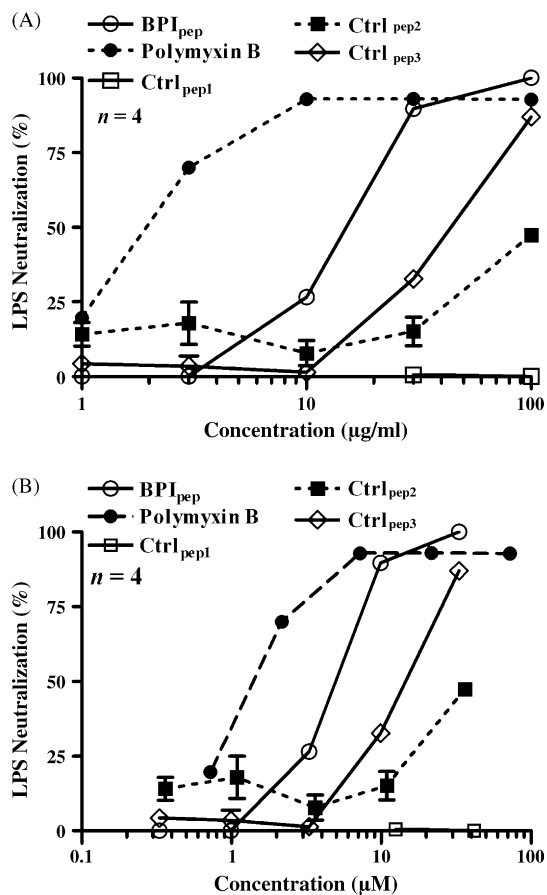 (A)
BPIpep
Polymyxin B
Ctrlpep1
Ctrlpep2
Ctrlpep3
n = 4
LPS Neutralization (%)
100
75
50
25
0
1
10
100
Concentration (µg/ml)
(B)
BPIpep
Polymyxin B
Ctrlpep1
Ctrlpep2
Ctrlpep3
n = 4
LPS Neutralization (%)
100
75
50
25
0
0.1
1
10
100
Concentration (µM)